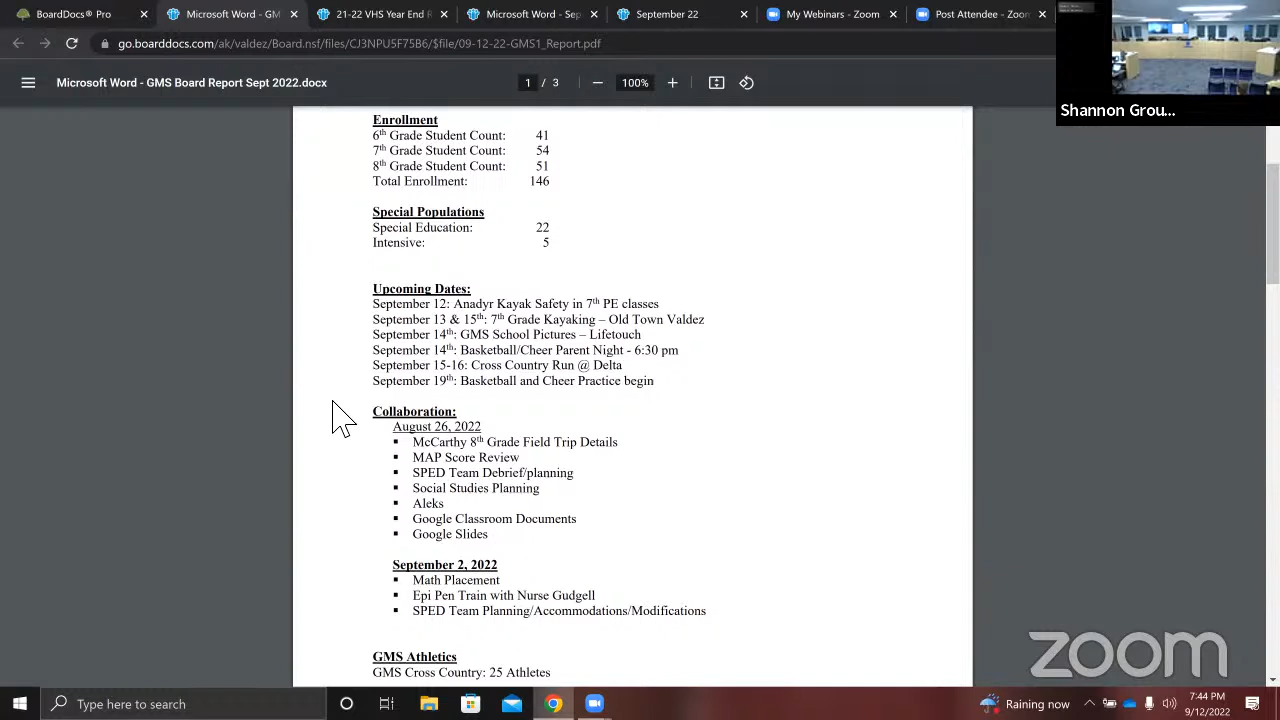 BoardDocs® Pro
Microsoft Word - GM
21-22
r End
Microsoft Word - Sep
ember 22
My Webinars - Zoom
Post Attendee - Zoom
go.boarddocs.com/ak/valdez/Board.nsf/files/
_Report.pdf
Microsoft Word - GMS Board Report Sept 2022.docx
1 / 3
100%
Shannon Grou...
Enrollment
6th Grade Student Count: 41
7th Grade Student Count: 54
8th Grade Student Count: 51
Total Enrollment: 146
Special Populations
Special Education: 22
Intensive: 5
Upcoming Dates:
September 12: Anadyr Kayak Safety in 7th PE classes
September 13 & 15th: 7th Grade Kayaking – Old Town Valdez
September 14th: GMS School Pictures – Lifetouch
September 14th: Basketball/Cheer Parent Night - 6:30 pm
September 15-16: Cross Country Run @ Delta
September 19th: Basketball and Cheer Practice begin
Collaboration:
August 26, 2022
▪ McCarthy 8th Grade Field Trip Details
▪ MAP Score Review
▪ SPED Team Debrief/planning
▪ Social Studies Planning
▪ Aleks
▪ Google Classroom Documents
▪ Google Slides
September 2, 2022
▪ Math Placement
▪ Epi Pen Train with Nurse Gudgell
▪ SPED Team Planning/Accommodations/Modifications
GMS Athletics
GMS Cross Country: 25 Athletes
zoom
Type here to search
Raining now
7:44 PM
9/12/2022